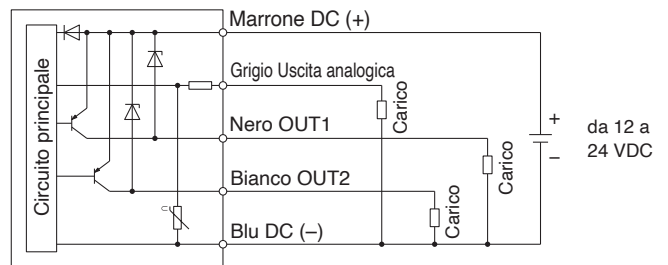 Marrone DC (+)
Grigio Uscita analogica
Nero OUT1
Bianco OUT2
Blu DC (–)
Circuito principale
Carico
Carico
Carico
+
–
da 12 a
24 VDC